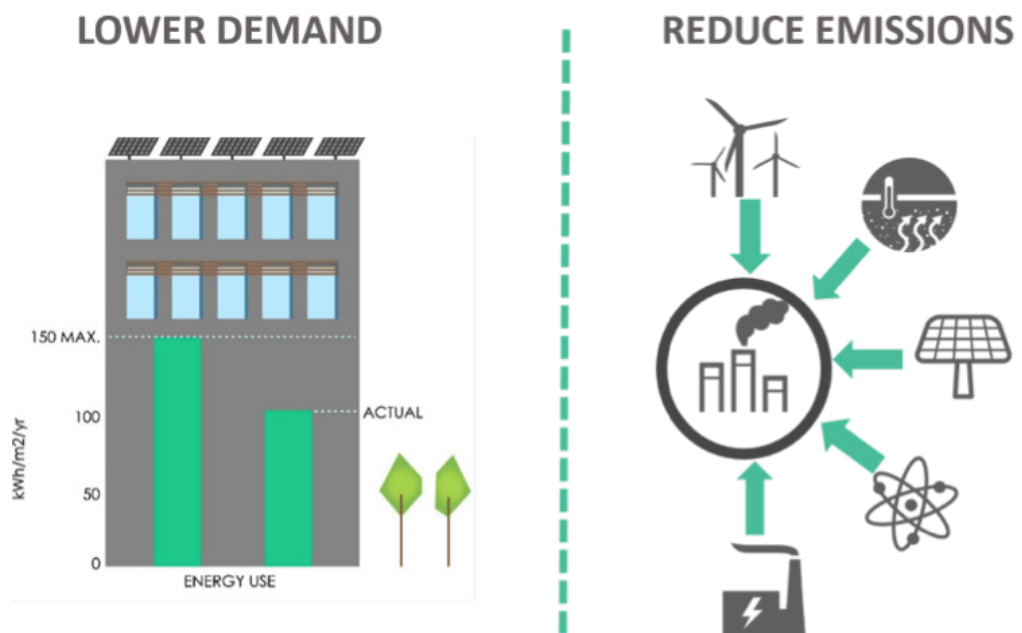 LOWER DEMAND
REDUCE EMISSIONS
150 MAX.
100
ACTUAL
50
0
kWh/m2/yr
ENERGY USE